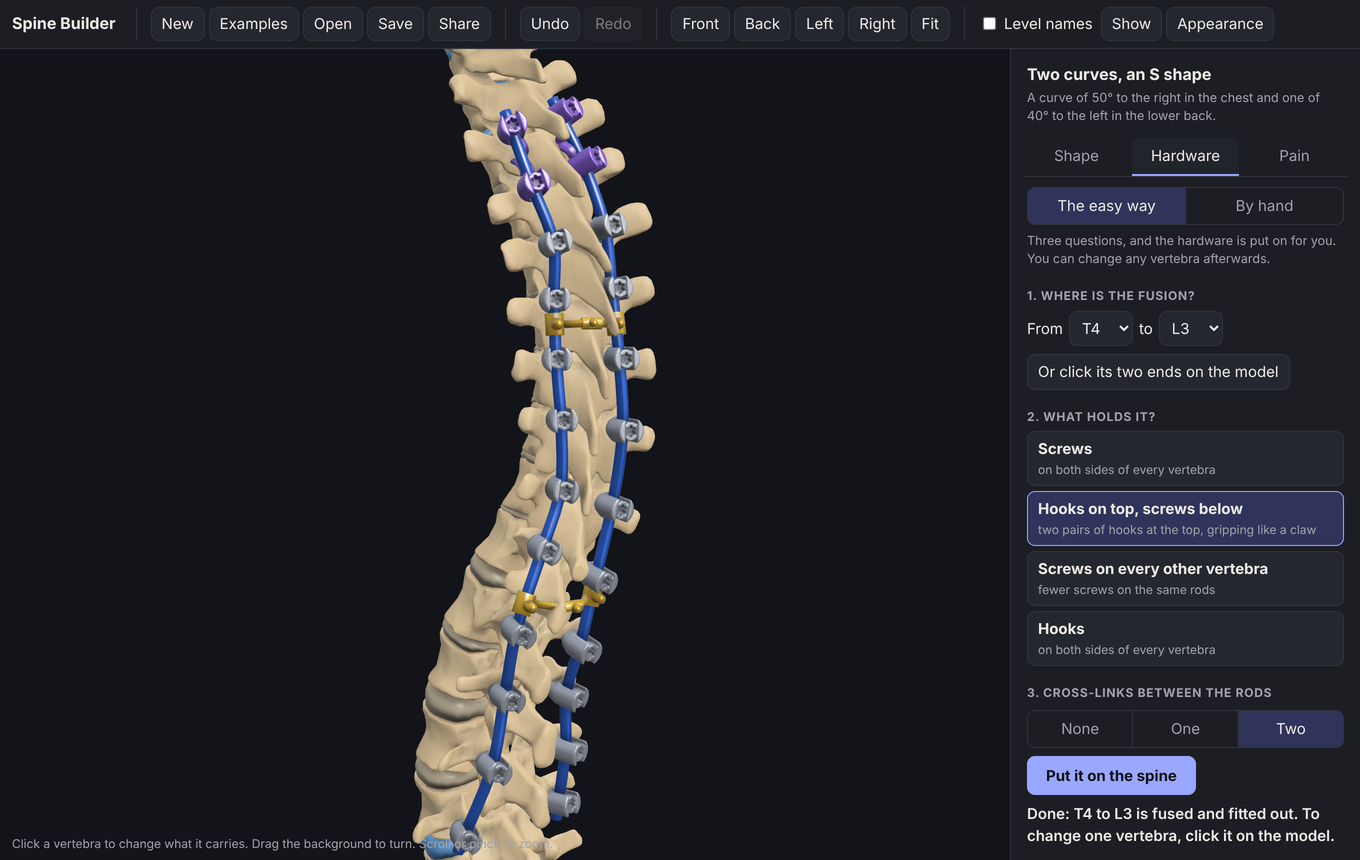 Spine Builder
New
Examples
Open
Save
Share
Undo
Redo
Front
Back
Left
Right
Fit
Level names
Show
Appearance
Two curves, an S shape
A curve of 50° to the right in the chest and one of
40° to the left in the lower back.
Shape
Hardware
Pain
The easy way
By hand
Three questions, and the hardware is put on for you.
You can change any vertebra afterwards.
1. WHERE IS THE FUSION?
From T4 to L3
Or click its two ends on the model
2. WHAT HOLDS IT?
Screws
on both sides of every vertebra
Hooks on top, screws below
two pairs of hooks at the top, gripping like a claw
Screws on every other vertebra
fewer screws on the same rods
Hooks
on both sides of every vertebra
3. CROSS-LINKS BETWEEN THE RODS
None
One
Two
Put it on the spine
Done: T4 to L3 is fused and fitted out. To
change one vertebra, click it on the model.
Click a vertebra to change what it carries. Drag the background to turn. Scroll or pinch to zoom.